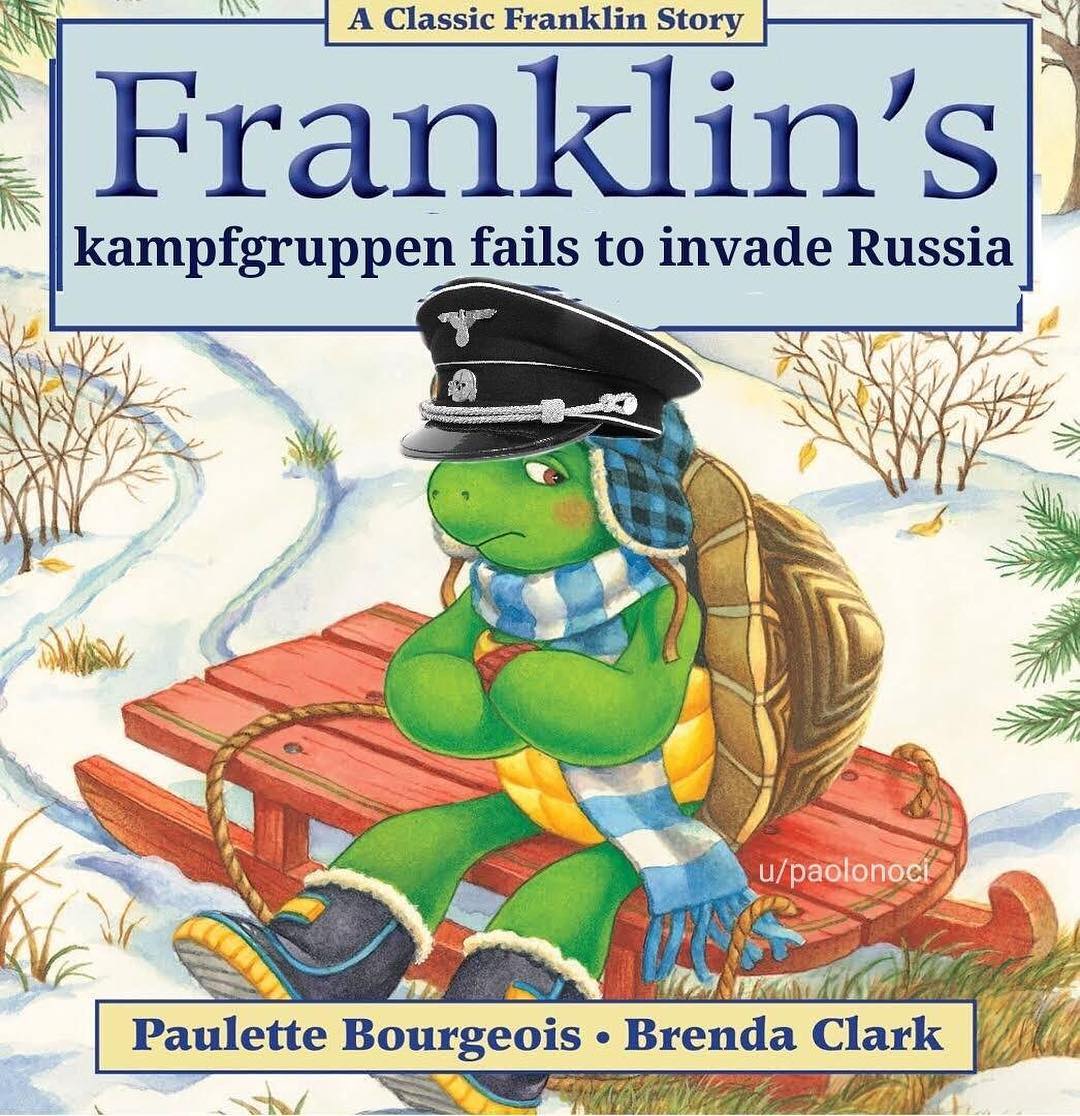 A Classic Franklin Story
Franklin's
kampfgruppen fails to invade Russia
u/paolonoci
Paulette Bourgeois • Brenda Clark